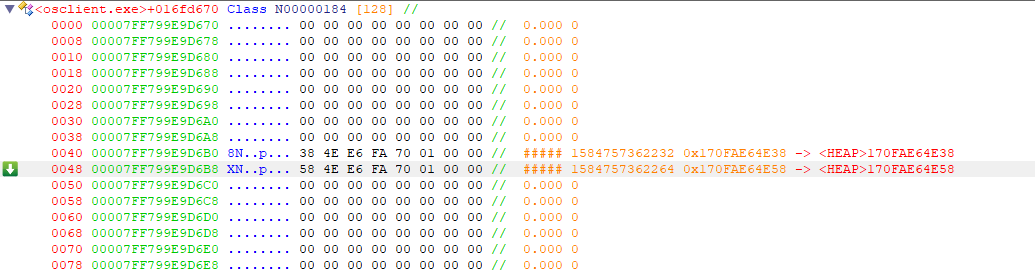 <osclient.exe>+016fd670 Class N00000184 [128] //
0000 00007FF799E9D670 ........ 00 00 00 00 00 00 00 00 // 0.000 0
0008 00007FF799E9D678 ........ 00 00 00 00 00 00 00 00 // 0.000 0
0010 00007FF799E9D680 ........ 00 00 00 00 00 00 00 00 // 0.000 0
0018 00007FF799E9D688 ........ 00 00 00 00 00 00 00 00 // 0.000 0
0020 00007FF799E9D690 ........ 00 00 00 00 00 00 00 00 // 0.000 0
0028 00007FF799E9D698 ........ 00 00 00 00 00 00 00 00 // 0.000 0
0030 00007FF799E9D6A0 ........ 00 00 00 00 00 00 00 00 // 0.000 0
0038 00007FF799E9D6A8 ........ 00 00 00 00 00 00 00 00 // 0.000 0
0040 00007FF799E9D6B0 8N..p... 38 4E E6 FA 70 01 00 00 // ##### 1584757362232 0x170FAE64E38 -> <HEAP>170FAE64E38
0048 00007FF799E9D6B8 XN..p... 58 4E E6 FA 70 01 00 00 // ##### 1584757362264 0x170FAE64E58 -> <HEAP>170FAE64E58
0050 00007FF799E9D6C0 ........ 00 00 00 00 00 00 00 00 // 0.000 0
0058 00007FF799E9D6C8 ........ 00 00 00 00 00 00 00 00 // 0.000 0
0060 00007FF799E9D6D0 ........ 00 00 00 00 00 00 00 00 // 0.000 0
0068 00007FF799E9D6D8 ........ 00 00 00 00 00 00 00 00 // 0.000 0
0070 00007FF799E9D6E0 ........ 00 00 00 00 00 00 00 00 // 0.000 0
0078 00007FF799E9D6E8 ........ 00 00 00 00 00 00 00 00 // 0.000 0